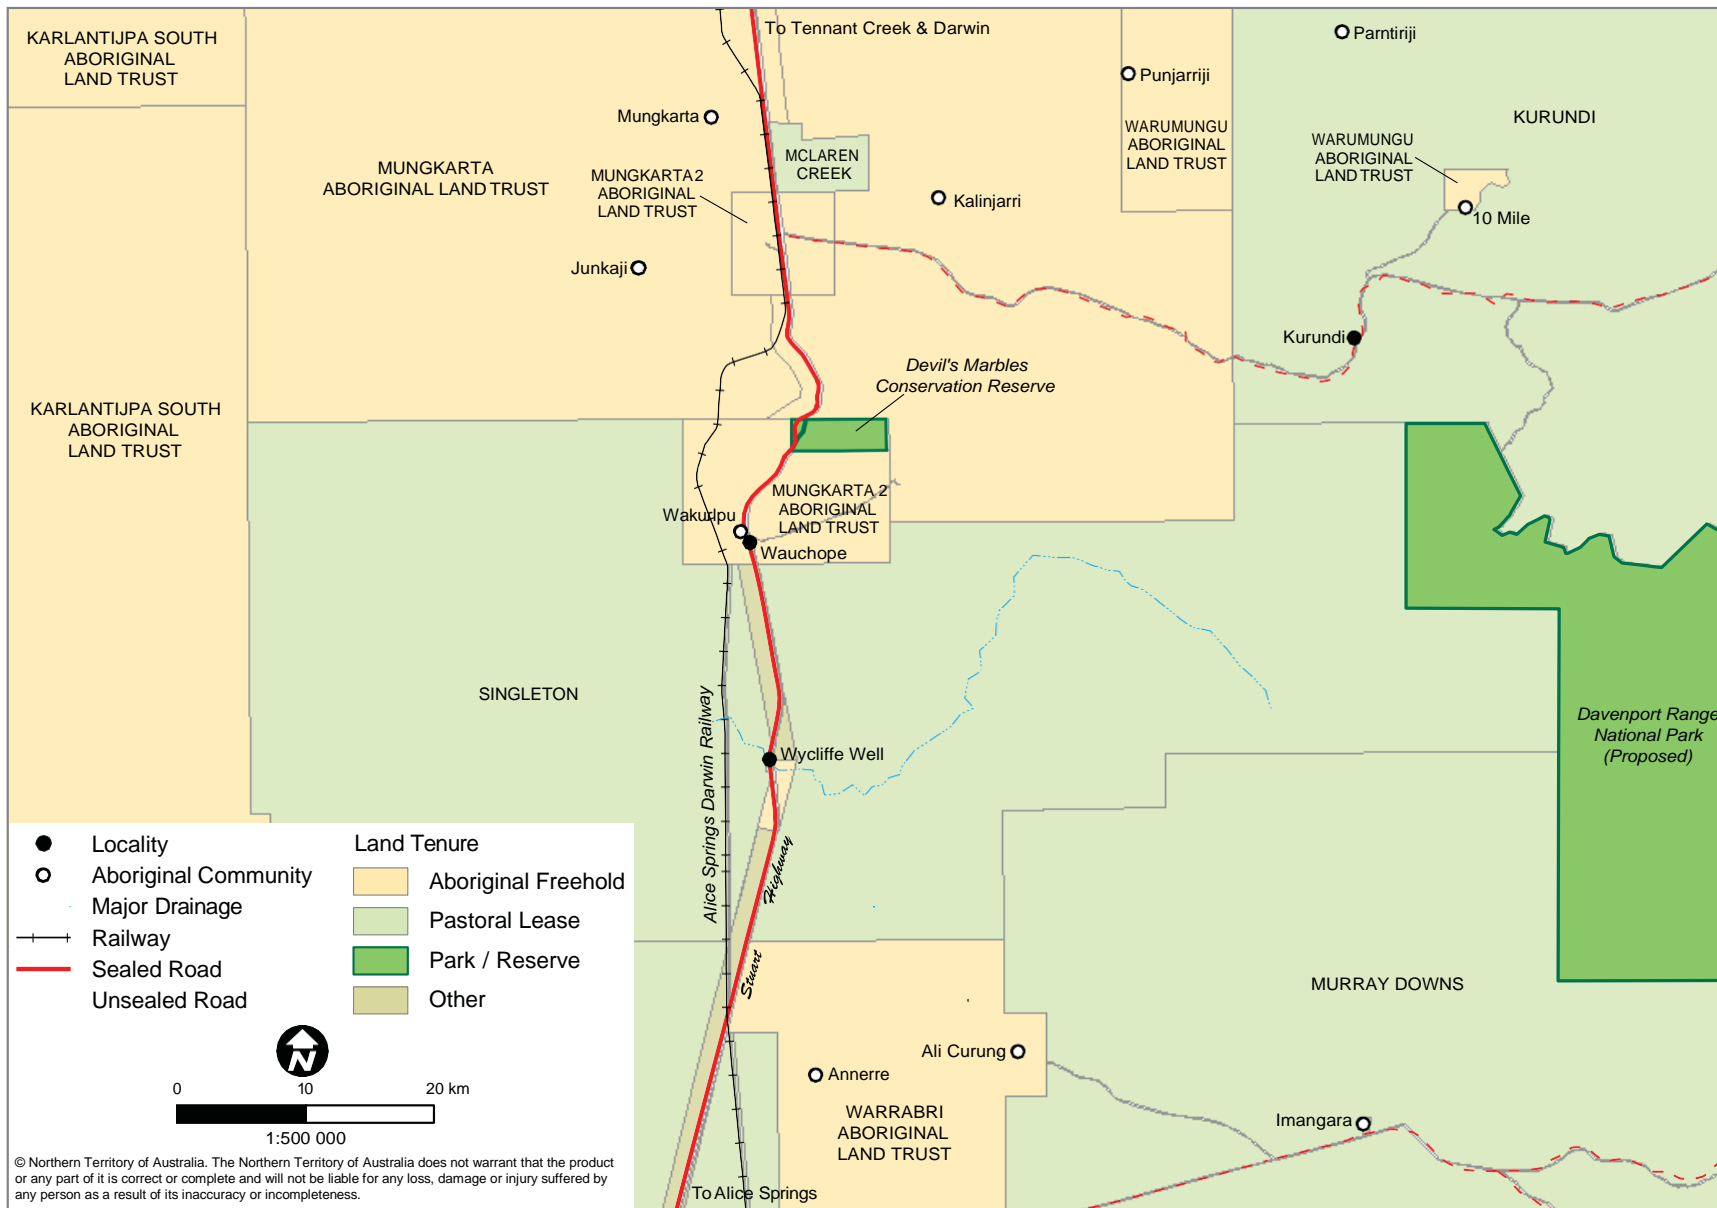 To Tennant Creek & Darwin
KARLANTIJPA SOUTH
ABORIGINAL
LAND TRUST
Parntiriji
Punjarriji
Mungkarta
KURUNDI
WARUMUNGU
ABORIGINAL
LAND TRUST
WARUMUNGU
ABORIGINAL
LAND TRUST
MCLAREN
CREEK
MUNGKARTA
ABORIGINAL LAND TRUST
MUNGKARTA 2
ABORIGINAL
LAND TRUST
Kalinjarri
10 Mile
Junkaji
Kurundi
Devil's Marbles
Conservation Reserve
KARLANTIJPA SOUTH
ABORIGINAL
LAND TRUST
MUNGKARTA 2
ABORIGINAL
LAND TRUST
Wakurlpu
Wauchope
SINGLETON
Alice Springs Darwin Railway
Davenport Range
National Park
(Proposed)
Wycliffe Well
Stuart Highway
MURRAY DOWNS
Ali Curung
Annerre
WARRABRI
ABORIGINAL
LAND TRUST
Imangara
To Alice Springs
Locality
Aboriginal Community
Major Drainage
Railway
Sealed Road
Unsealed Road
Land Tenure
Aboriginal Freehold
Pastoral Lease
Park / Reserve
Other
N
0 10 20 km
1:500 000
© Northern Territory of Australia. The Northern Territory of Australia does not warrant that the product
or any part of it is correct or complete and will not be liable for any loss, damage or injury suffered by
any person as a result of its inaccuracy or incompleteness.